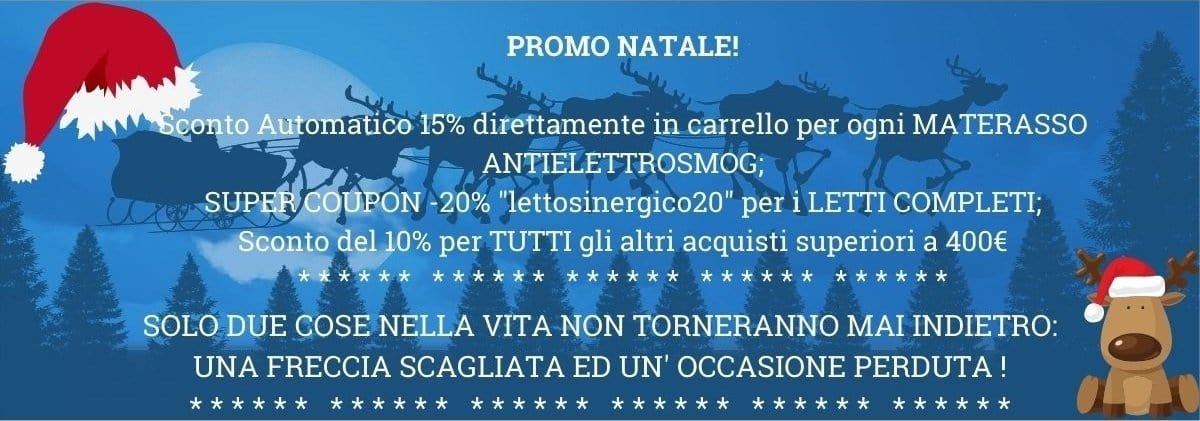 PROMO NATALE!
Sconto Automatico 15% direttamente in carrello per ogni MATERASSO
ANTIELETTROSMOG;
SUPER COUPON -20% "lettosinergico20" per i LETTI COMPLETI;
Sconto del 10% per TUTTI gli altri acquisti superiori a 400€
****** ****** ****** ****** ******
SOLO DUE COSE NELLA VITA NON TORNERANNO MAI INDIETRO:
UNA FRECCIA SCAGLIATA ED UN' OCCASIONE PERDUTA !
****** ****** ****** ****** ****** ******